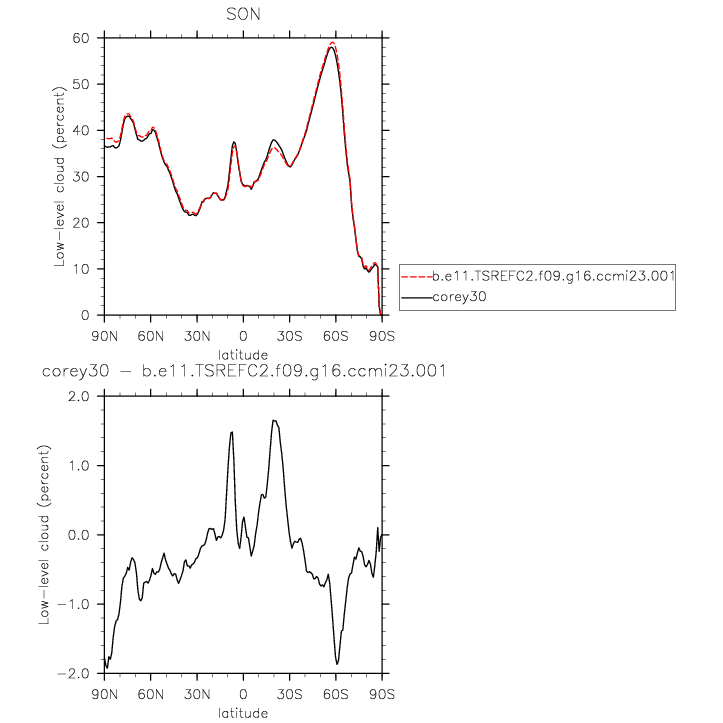 SON
Low-level cloud (percent)
60
50
40
30
20
10
0
90N 60N 30N 0 30S 60S 90S
latitude
b.e11.TSREFC2.f09.g16.ccmi23.001
corey30
corey30 - b.e11.TSREFC2.f09.g16.ccmi23.001
Low-level cloud (percent)
2.0
1.0
0.0
-1.0
-2.0
90N 60N 30N 0 30S 60S 90S
latitude